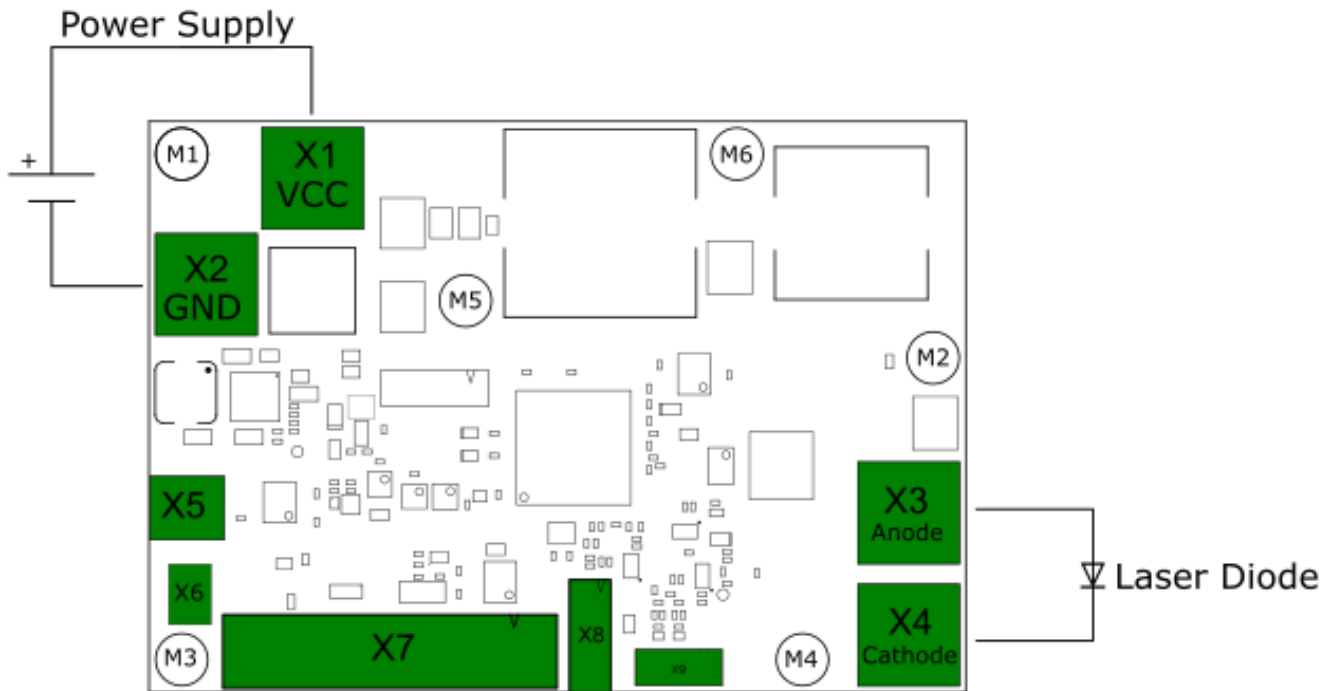 Power Supply
+
M1
X1
VCC
M6
X2
GND
M5
M2
X5
X3
Anode
Laser Diode
X6
X4
Cathode
X7
X8
X9
M3
M4